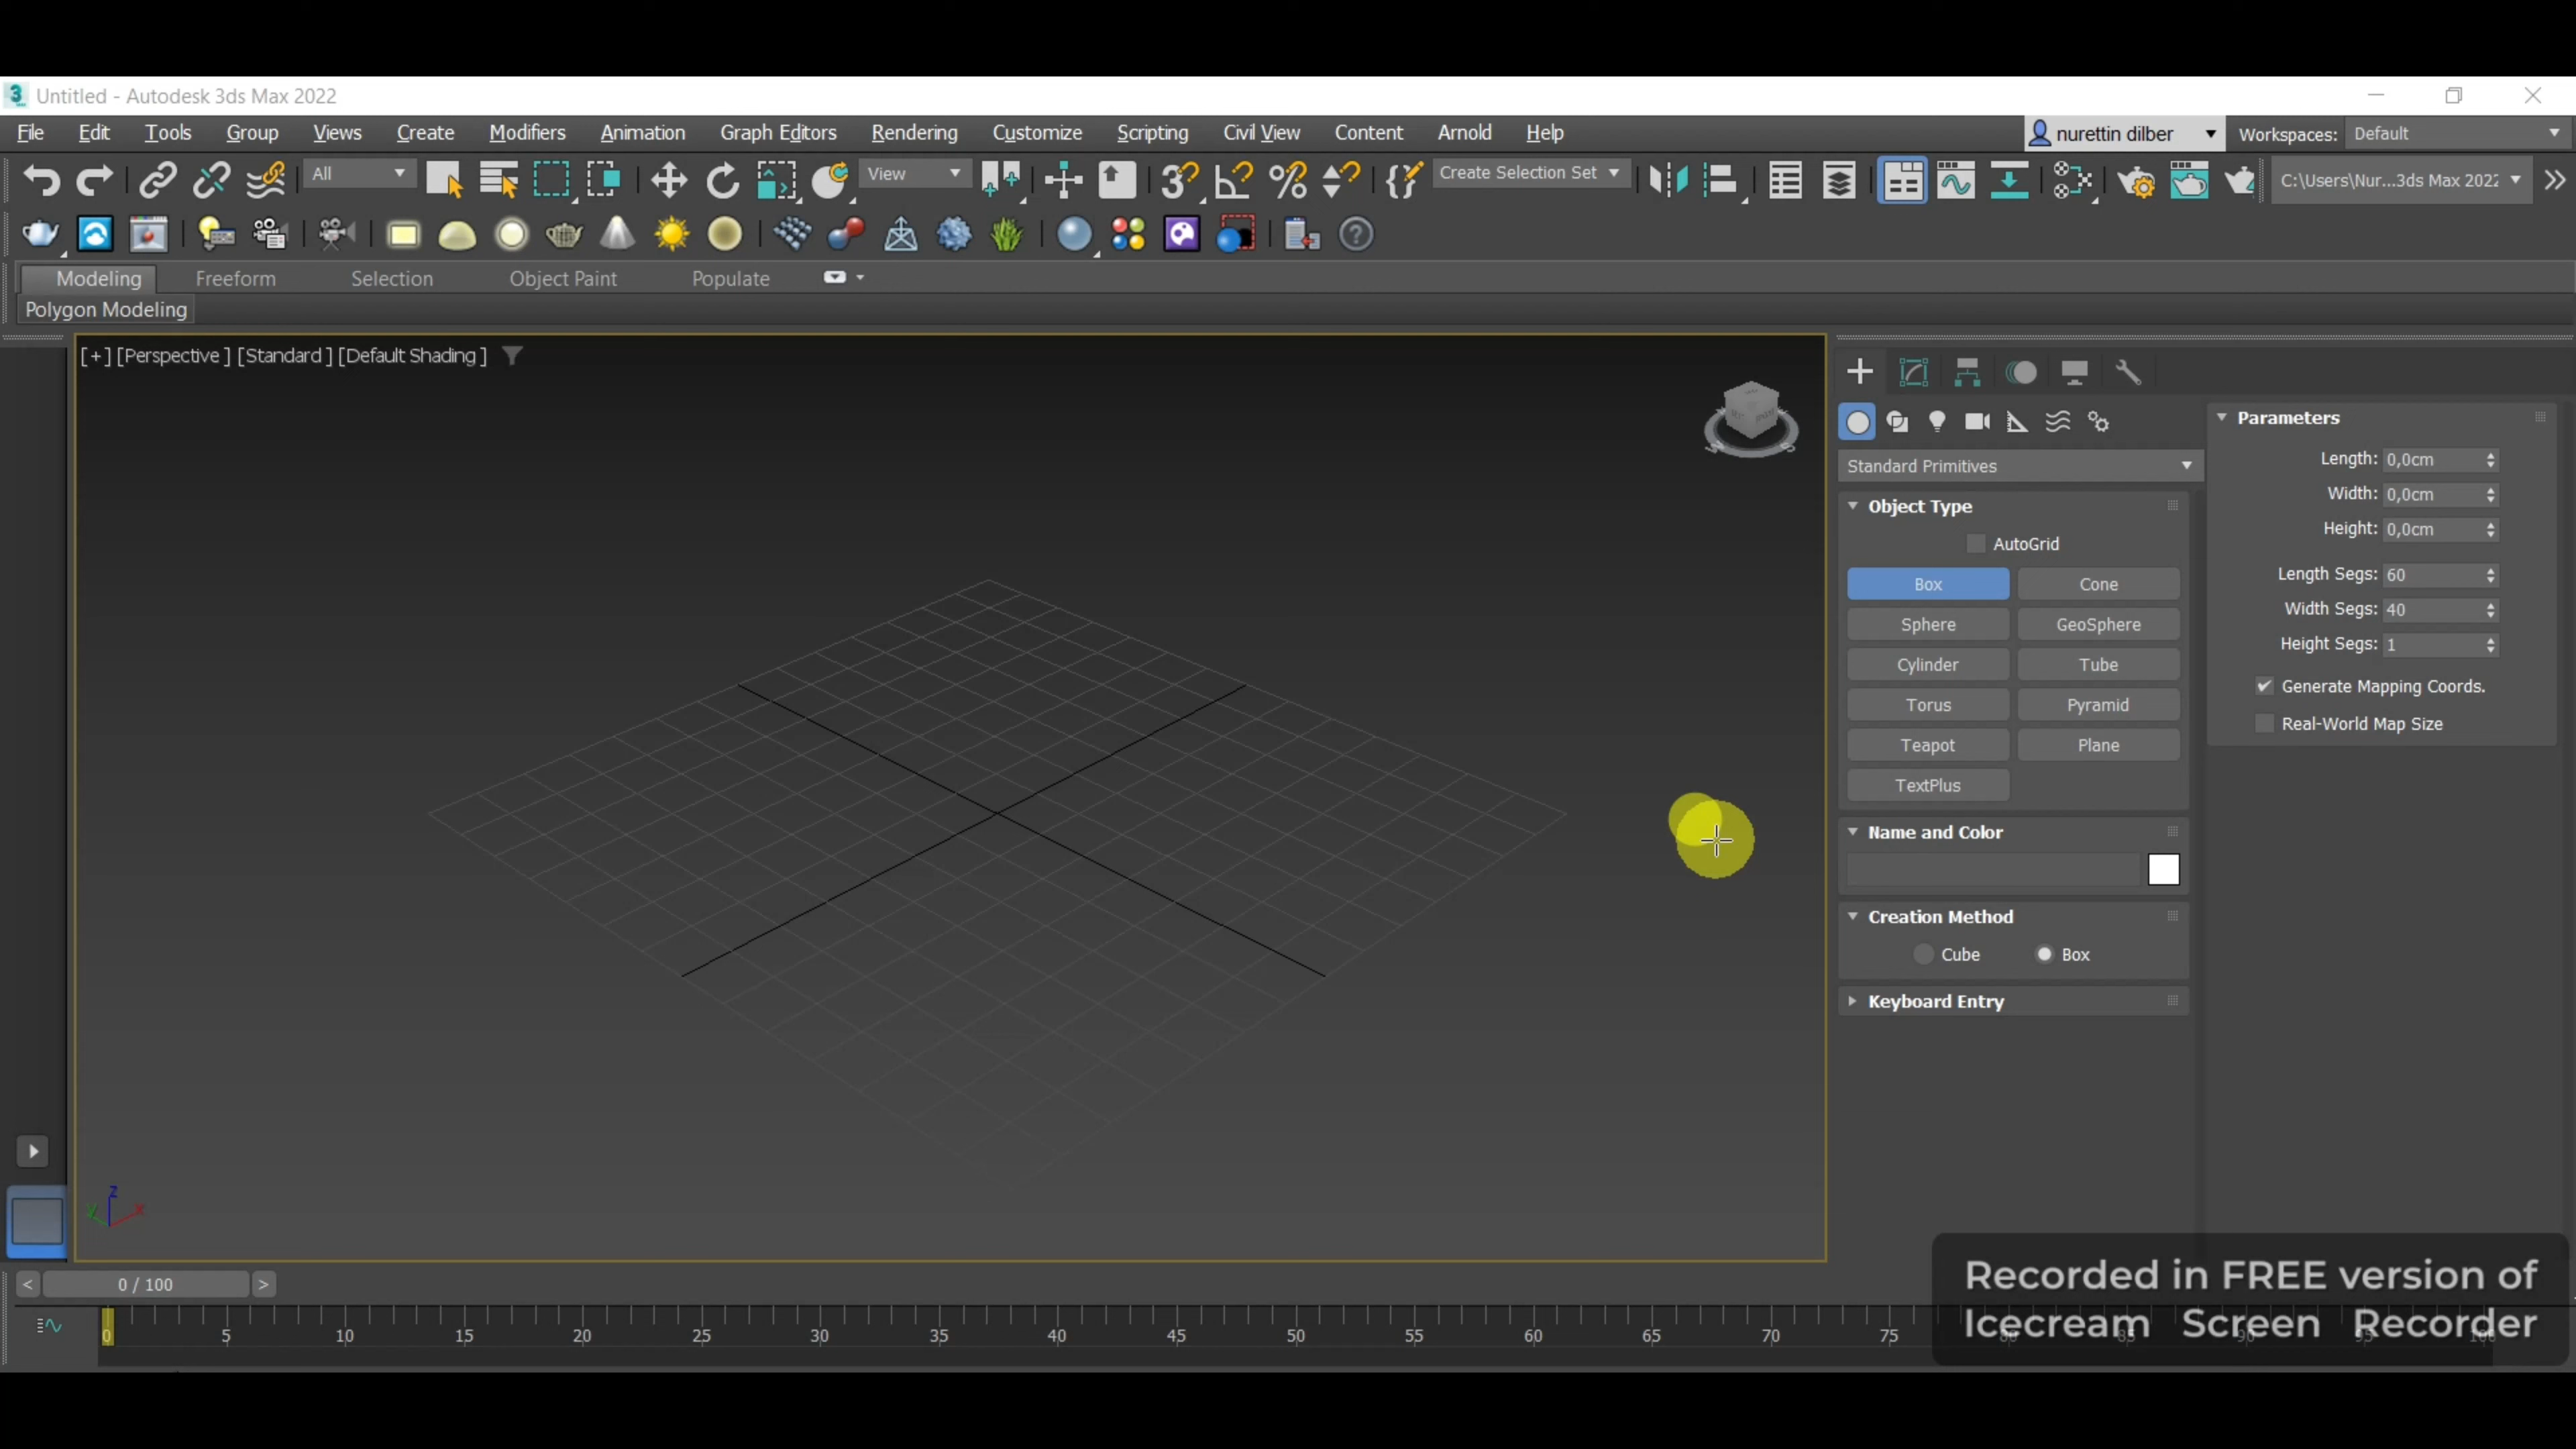 Untitled - Autodesk 3ds Max 2022
File Edit Tools Group Views Create Modifiers Animation Graph Editors Rendering Customize Scripting Civil View Content Arnold Help nurettin dilber Workspaces: Default
All View Create Selection Set C:\Users\Nur...3ds Max 2022
Modeling Freeform Selection Object Paint Populate
Polygon Modeling
[+] [Perspective ] [Standard ] [Default Shading ]
Standard Primitives
Object Type
AutoGrid
Box Cone
Sphere GeoSphere
Cylinder Tube
Torus Pyramid
Teapot Plane
TextPlus
Name and Color
Creation Method
Cube Box
Keyboard Entry
Parameters
Length: 0,0cm
Width: 0,0cm
Height: 0,0cm
Length Segs: 60
Width Segs: 40
Height Segs: 1
Generate Mapping Coords.
Real-World Map Size
z
y x
< 0 / 100 >
0 5 10 15 20 25 30 35 40 45 50 55 60 65 70 75 80 85 90 95 100
Recorded in FREE version of
Icecream Screen Recorder